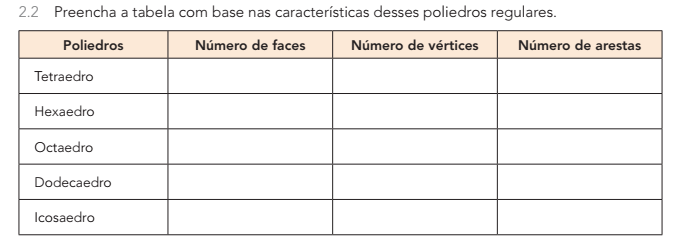 2.2 Preencha a tabela com base nas características desses poliedros regulares.
Poliedros Número de faces Número de vértices Número de arestas
Tetraedro
Hexaedro
Octaedro
Dodecaedro
Icosaedro